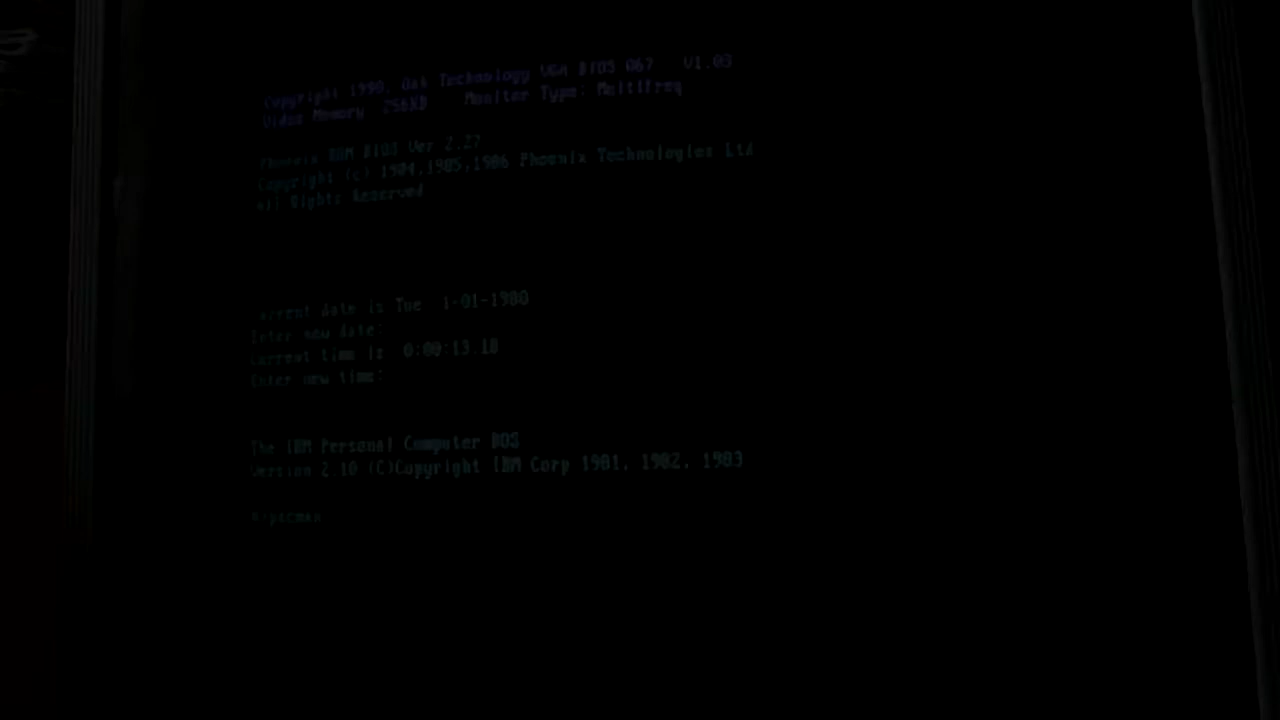 Copyright 1990, Oak Technology VGA BIOS 067 V1.03
Video Memory 256KB Monitor Type: Multifreq
Phoenix ROM BIOS Ver 2.27
Copyright (c) 1984,1985,1986 Phoenix Technologies Ltd
All Rights Reserved
Current date is Tue 1-01-1980
Enter new date:
Current time is 0:00:13.18
Enter new time:
The IBM Personal Computer DOS
Version 2.10 (C)Copyright IBM Corp 1981, 1982, 1983